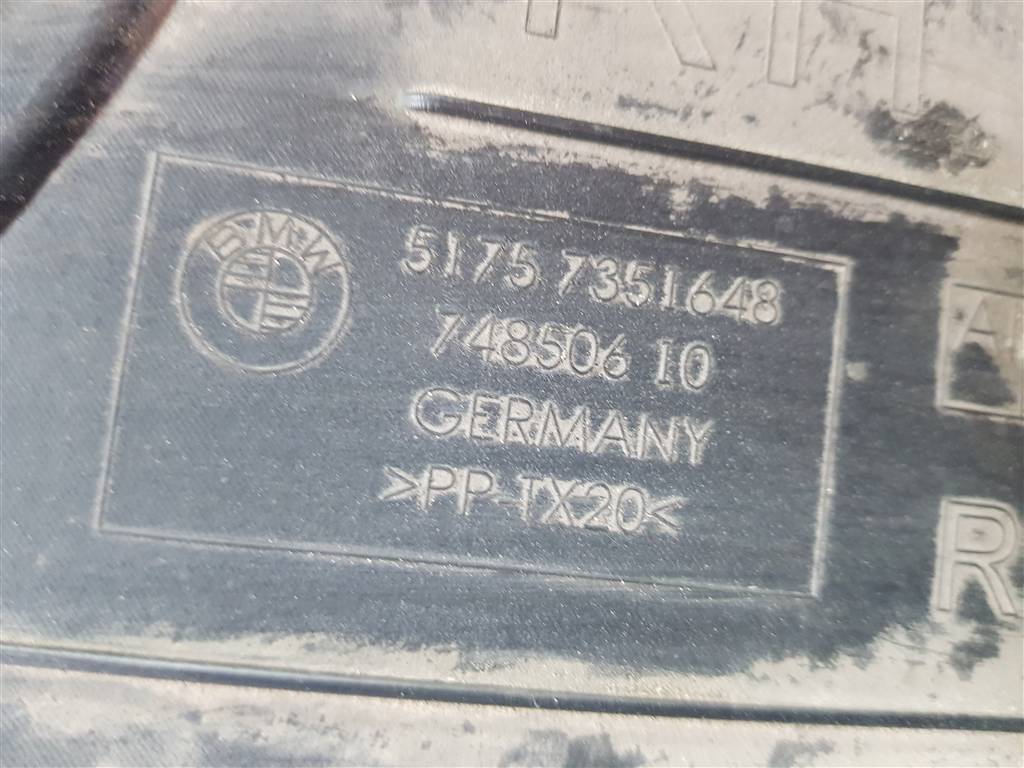 BMW
5175 7351648
748506 10
GERMANY
>PP-TX20<
A
R